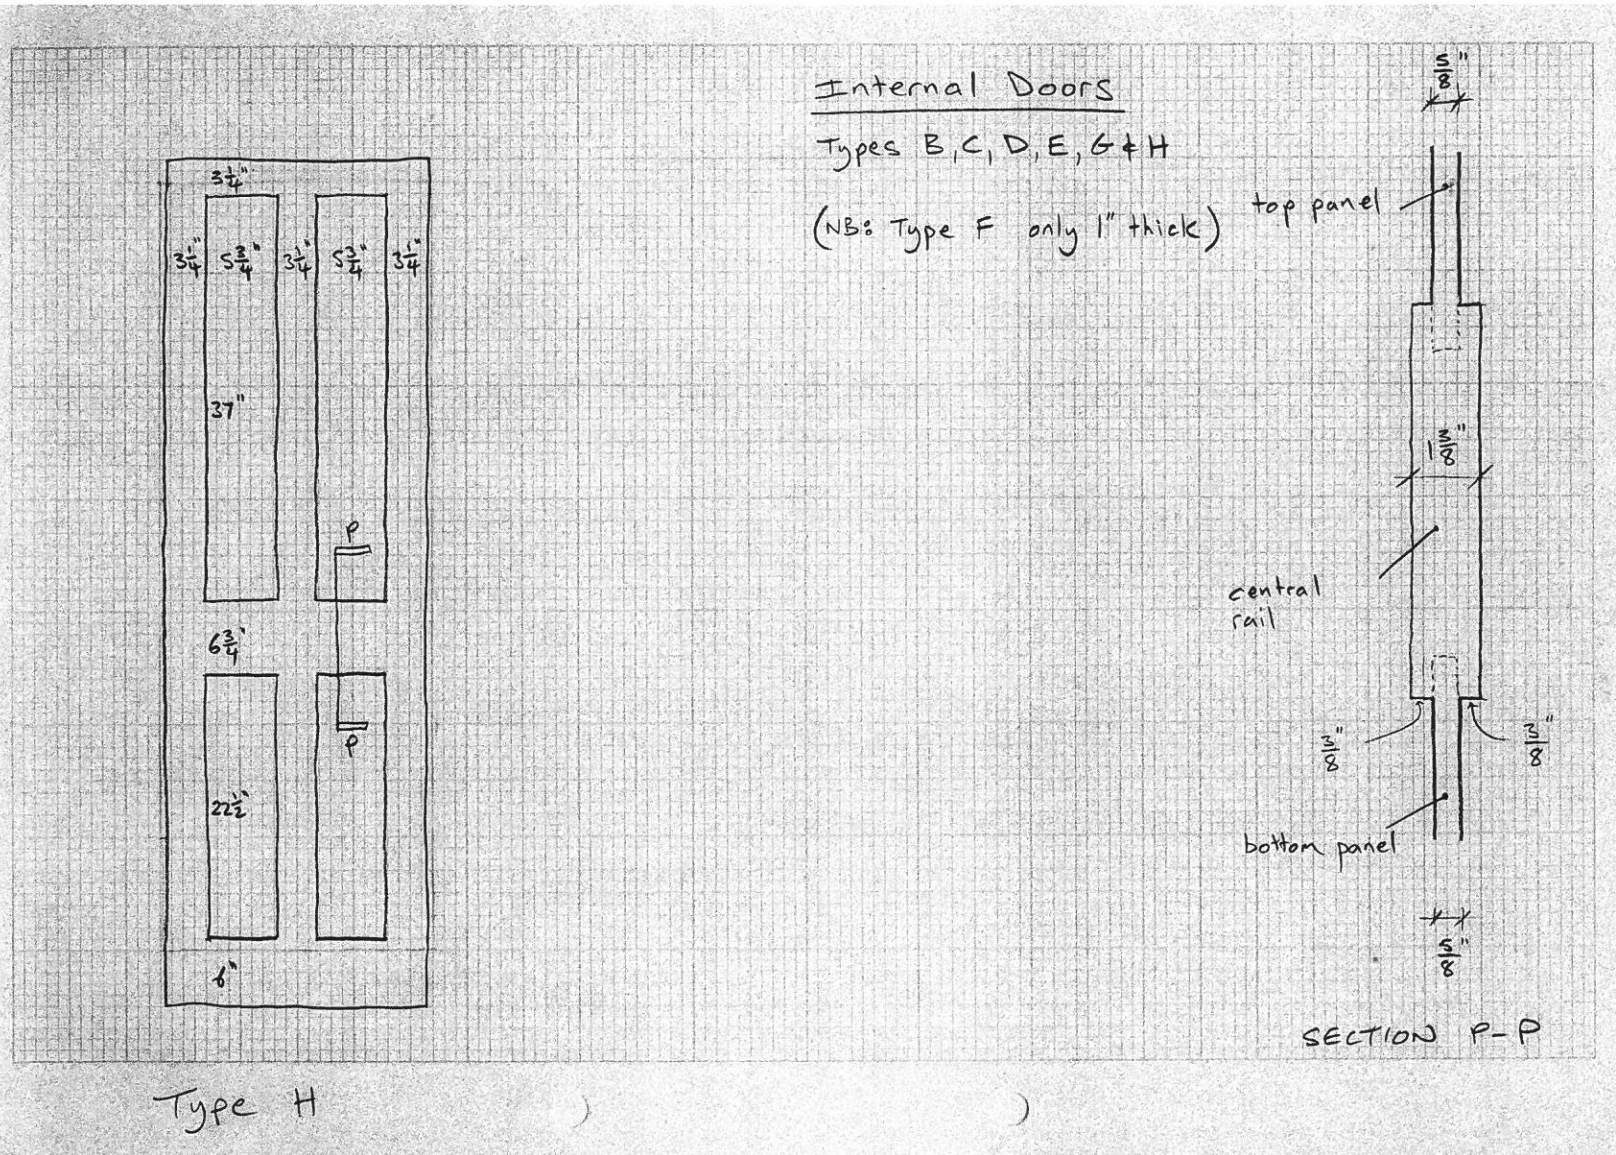 Internal Doors
Types B, C, D, E, G & H
(NB: Type F only 1" thick)
3 1/4"
3 1/4" 5 3/4" 3 1/4" 5 3/4" 3 1/4"
37"
P
6 3/4"
P
22 1/2"
6"
Type H
5/8"
top panel
1 3/8"
central
rail
3/8" 3/8"
bottom panel
5/8"
SECTION P-P